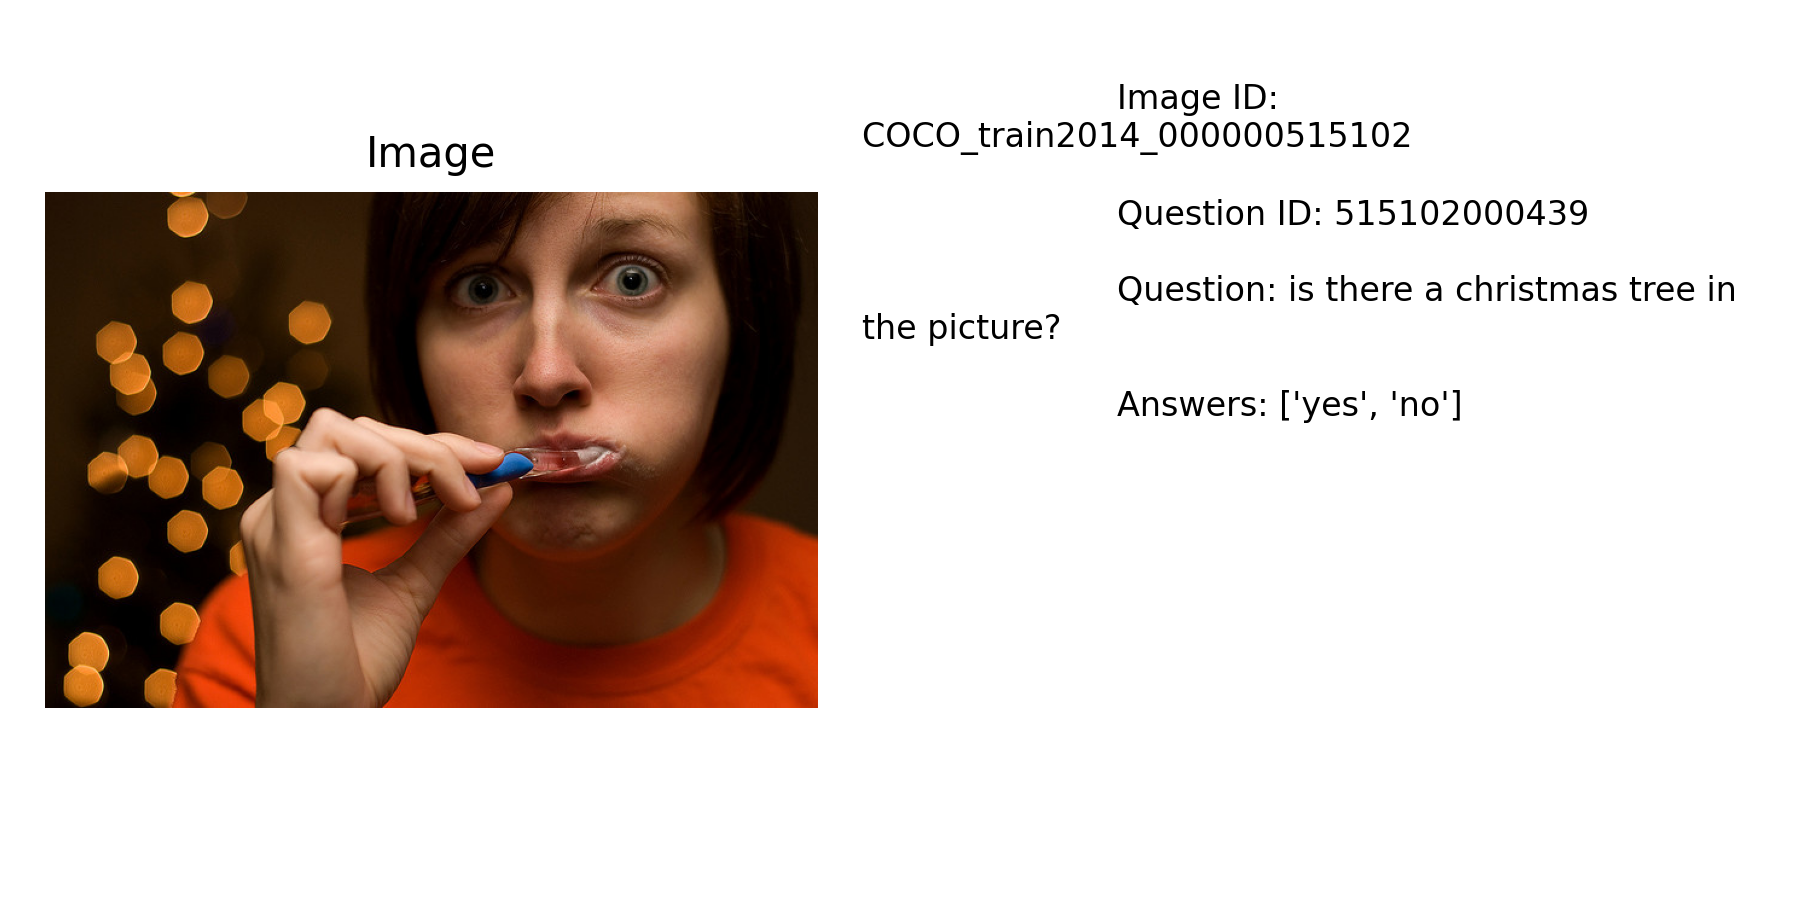 Image
Image ID:
COCO_train2014_000000515102
Question ID: 515102000439
Question: is there a christmas tree in
the picture?
Answers: ['yes', 'no']